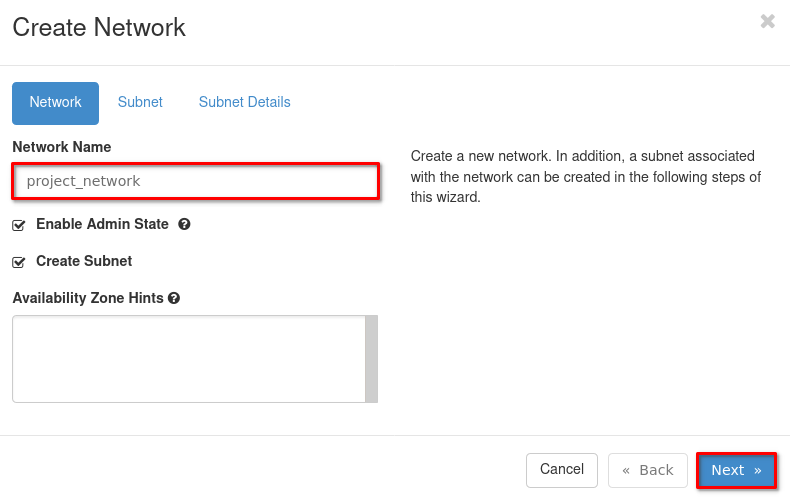 Create Network
Network Subnet Subnet Details
Network Name
project_network
Enable Admin State
Create Subnet
Availability Zone Hints
Create a new network. In addition, a subnet associated
with the network can be created in the following steps of
this wizard.
Cancel « Back Next »